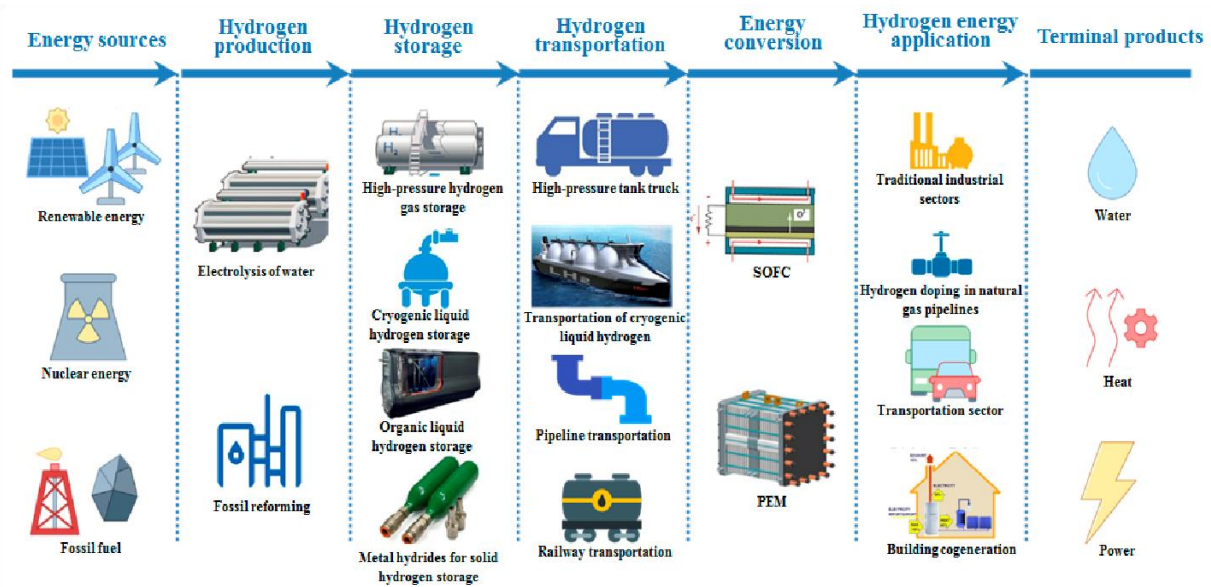 Energy sources
Hydrogen
production
Hydrogen
storage
Hydrogen
transportation
Energy
conversion
Hydrogen energy
application
Terminal products
Renewable energy
Nuclear energy
Fossil fuel
Electrolysis of water
Fossil reforming
H₂
High-pressure hydrogen
gas storage
Cryogenic liquid
hydrogen storage
Organic liquid
hydrogen storage
Metal hydrides for solid
hydrogen storage
High-pressure tank truck
LH2
Transportation of cryogenic
liquid hydrogen
Pipeline transportation
Railway transportation
-
+
SOFC
PEM
Traditional industrial
sectors
Hydrogen doping in natural
gas pipelines
Transportation sector
ELECTRICITY
Building cogeneration
Water
Heat
Power